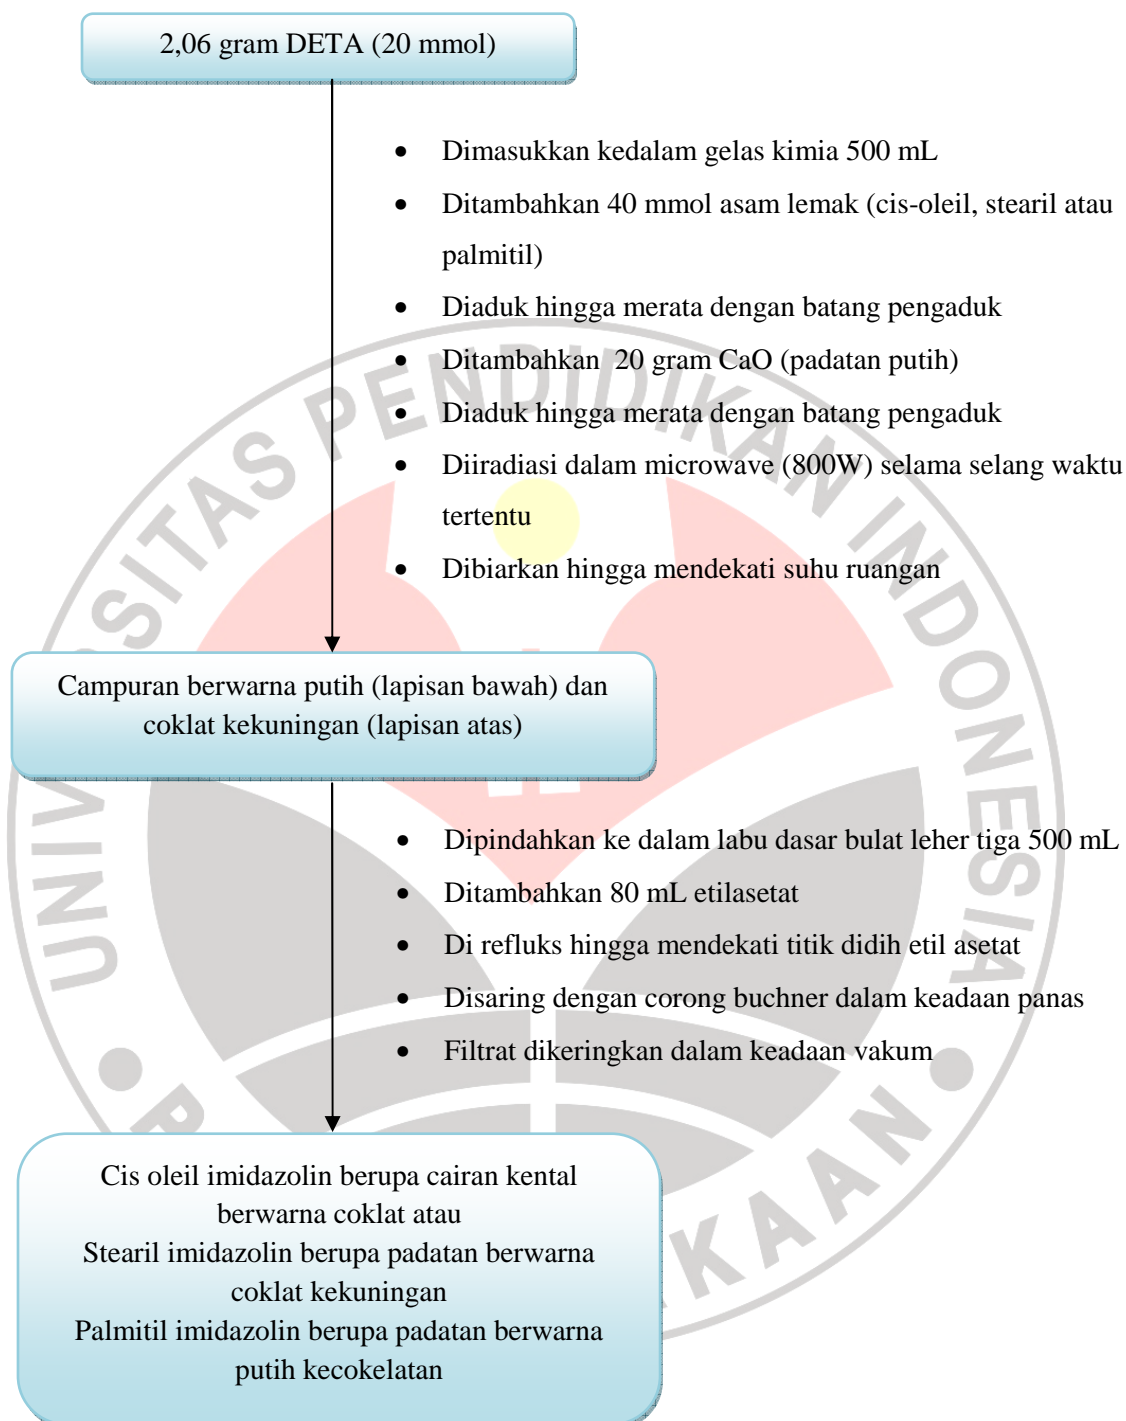 2,06 gram DETA (20 mmol)
• Dimasukkan kedalam gelas kimia 500 mL
• Ditambahkan 40 mmol asam lemak (cis-oleil, stearil atau
palmitil)
• Diaduk hingga merata dengan batang pengaduk
• Ditambahkan 20 gram CaO (padatan putih)
• Diaduk hingga merata dengan batang pengaduk
• Diiradiasi dalam microwave (800W) selama selang waktu
tertentu
• Dibiarkan hingga mendekati suhu ruangan
Campuran berwarna putih (lapisan bawah) dan
coklat kekuningan (lapisan atas)
• Dipindahkan ke dalam labu dasar bulat leher tiga 500 mL
• Ditambahkan 80 mL etilasetat
• Di refluks hingga mendekati titik didih etil asetat
• Disaring dengan corong buchner dalam keadaan panas
• Filtrat dikeringkan dalam keadaan vakum
Cis oleil imidazolin berupa cairan kental
berwarna coklat atau
Stearil imidazolin berupa padatan berwarna
coklat kekuningan
Palmitil imidazolin berupa padatan berwarna
putih kecokelatan
UNIVERSITAS PENDIDIKAN INDONESIA